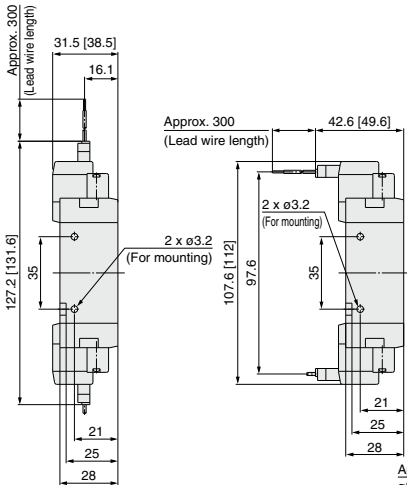 Approx. 300
(Lead wire length)
31.5 [38.5]
16.1
127.2 [131.6]
35
2 x ø3.2
(For mounting)
21
25
28
Approx. 300
(Lead wire length)
42.6 [49.6]
2 x ø3.2
(For mounting)
107.6 [112]
97.6
35
21
25
28